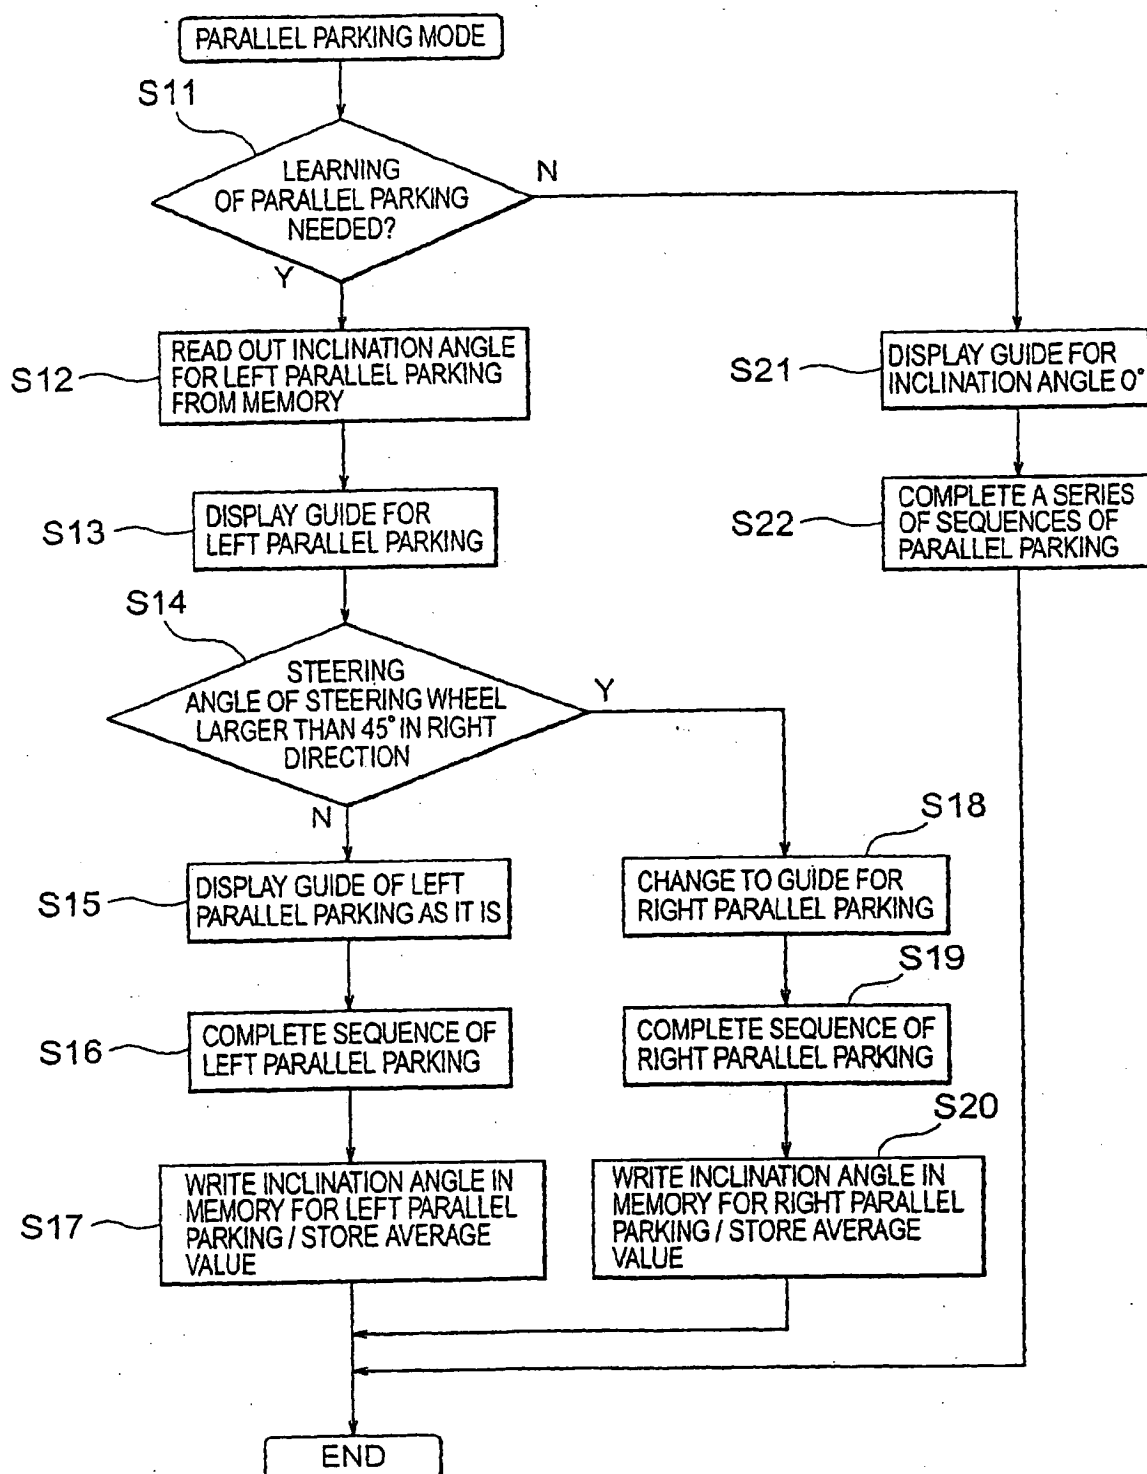 PARALLEL PARKING MODE
S11
LEARNING
OF PARALLEL PARKING
NEEDED?
N
Y
S12
READ OUT INCLINATION ANGLE
FOR LEFT PARALLEL PARKING
FROM MEMORY
S21
DISPLAY GUIDE FOR
INCLINATION ANGLE 0°
S13
DISPLAY GUIDE FOR
LEFT PARALLEL PARKING
S22
COMPLETE A SERIES
OF SEQUENCES OF
PARALLEL PARKING
S14
STEERING
ANGLE OF STEERING WHEEL
LARGER THAN 45° IN RIGHT
DIRECTION
Y
N
S15
DISPLAY GUIDE OF LEFT
PARALLEL PARKING AS IT IS
S18
CHANGE TO GUIDE FOR
RIGHT PARALLEL PARKING
S16
COMPLETE SEQUENCE OF
LEFT PARALLEL PARKING
S19
COMPLETE SEQUENCE OF
RIGHT PARALLEL PARKING
S17
WRITE INCLINATION ANGLE IN
MEMORY FOR LEFT PARALLEL
PARKING / STORE AVERAGE
VALUE
S20
WRITE INCLINATION ANGLE IN
MEMORY FOR RIGHT PARALLEL
PARKING / STORE AVERAGE
VALUE
END